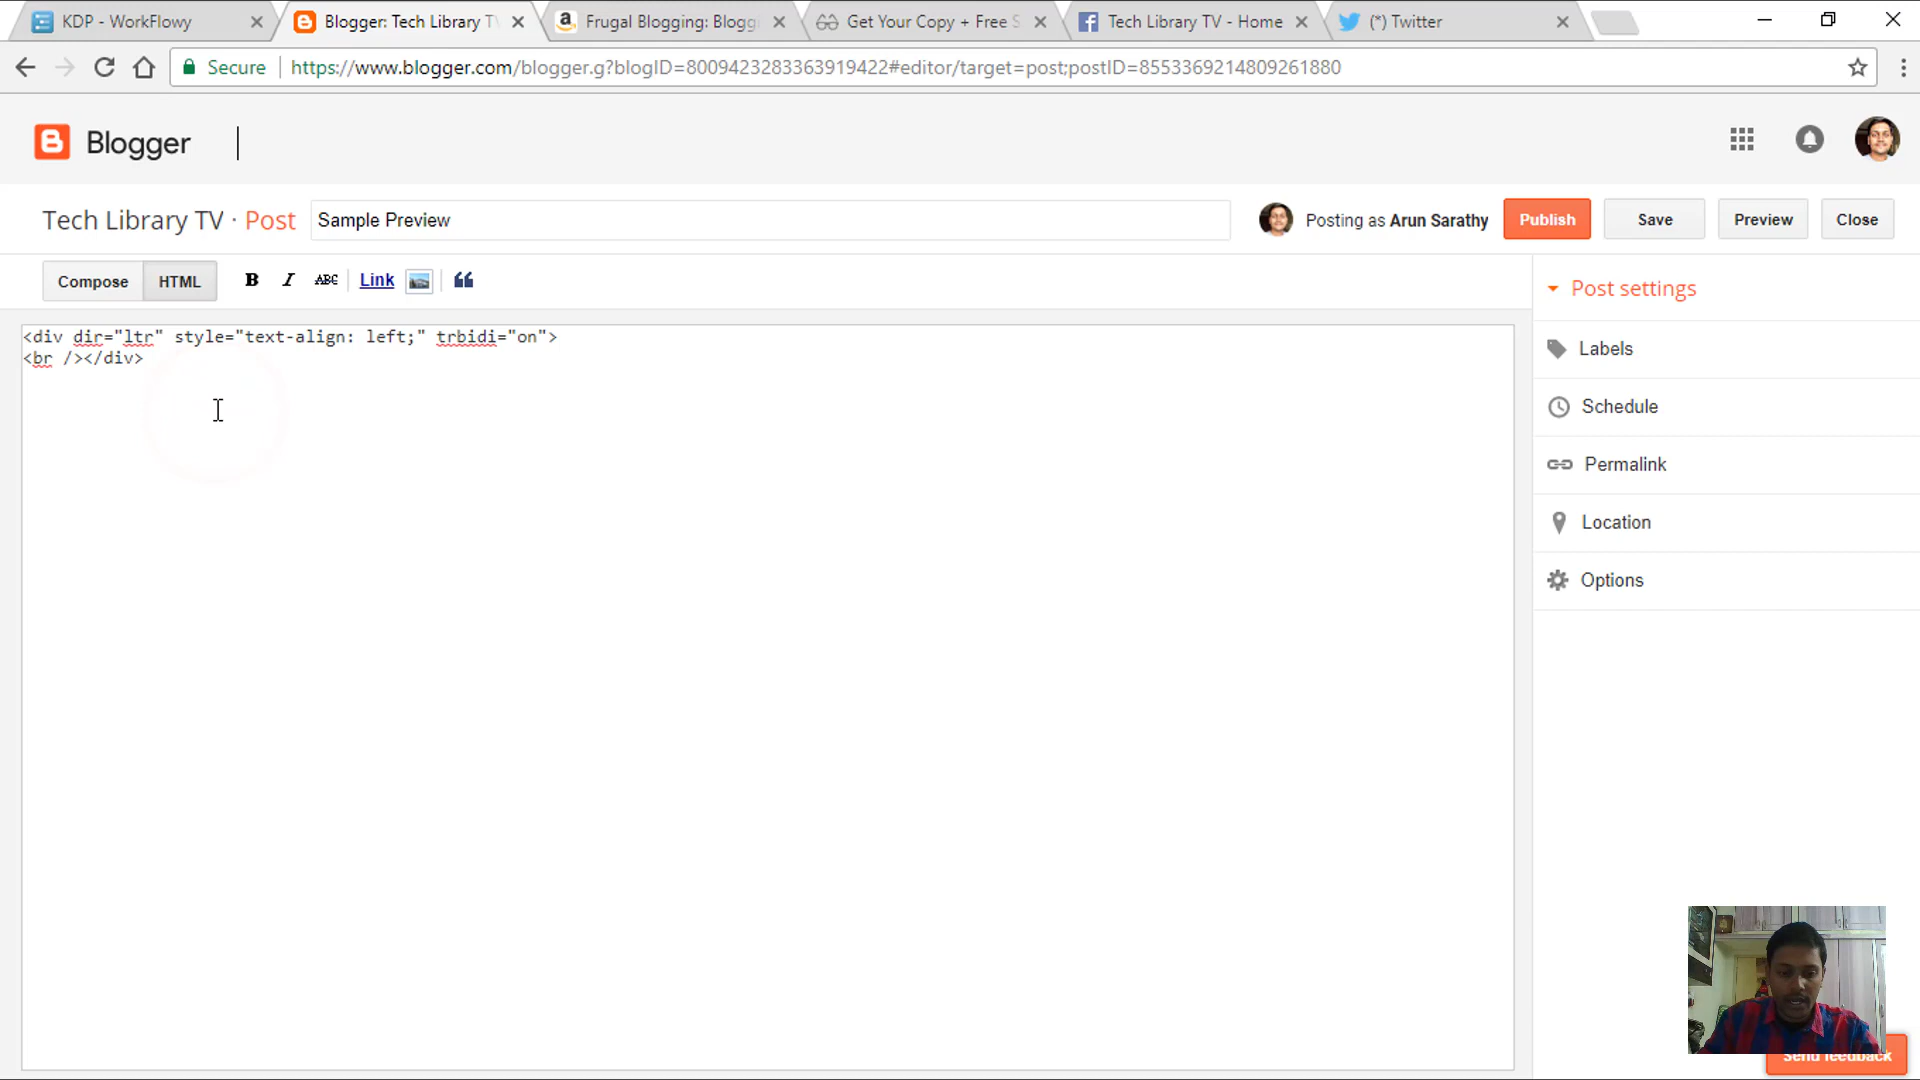 KDP - WorkFlowy
Blogger: Tech Library TV
Frugal Blogging: Blogg
Get Your Copy + Free S
Tech Library TV - Home
(*) Twitter
Secure https://www.blogger.com/blogger.g?blogID=8009423283363919422#editor/target=post;postID=8553369214809261880
Blogger
Tech Library TV · Post Sample Preview Posting as Arun Sarathy Publish Save Preview Close
Compose HTML B I ABC Link
Post settings
<div dir="ltr" style="text-align: left;" trbidi="on">
<br /></div>
Labels
Schedule
Permalink
Location
Options
Send feedback